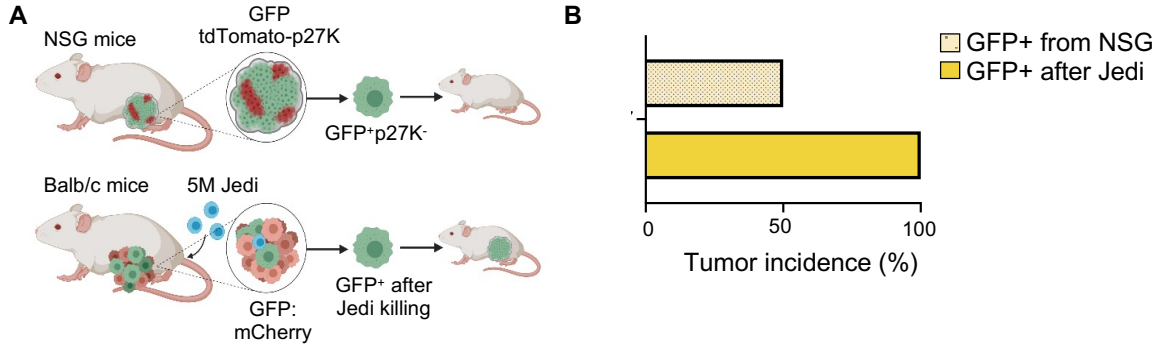 A
NSG mice
GFP
tdTomato-p27K
GFP⁺p27K⁻
Balb/c mice
5M Jedi
GFP:
mCherry
GFP⁺ after
Jedi killing
B
GFP+ from NSG
GFP+ after Jedi
0
50
100
Tumor incidence (%)